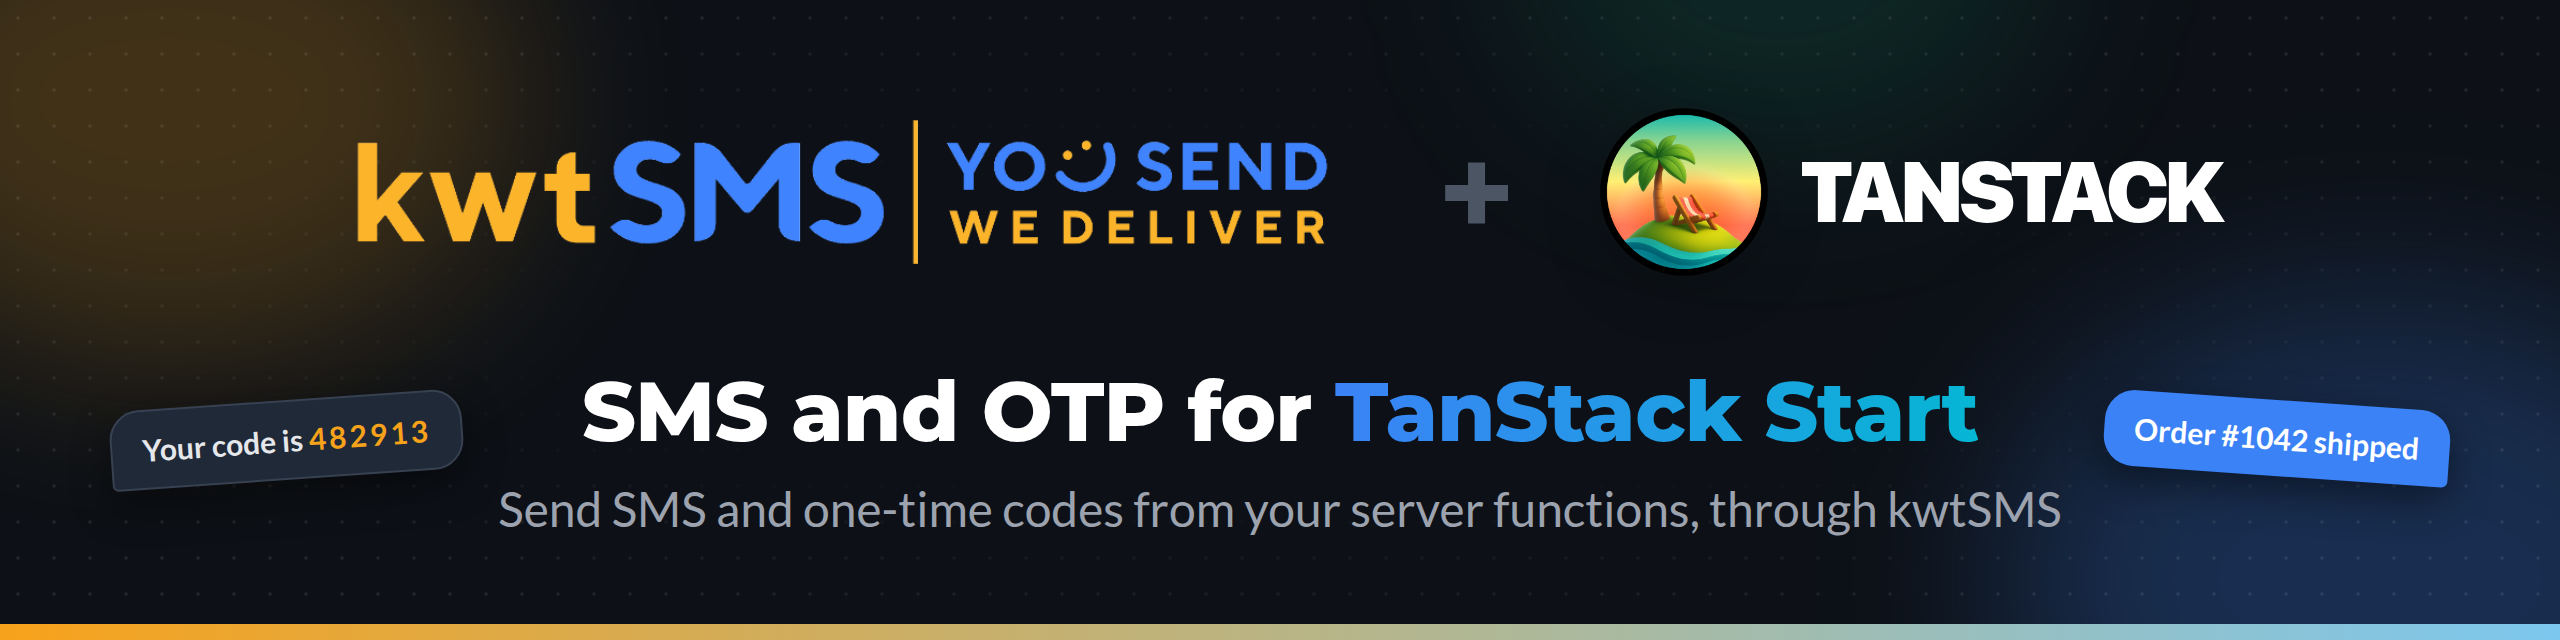 kwtSMS
YOU SEND
WE DELIVER
+
TANSTACK
SMS and OTP for TanStack Start
Your code is 482913
Order #1042 shipped
Send SMS and one-time codes from your server functions, through kwtSMS